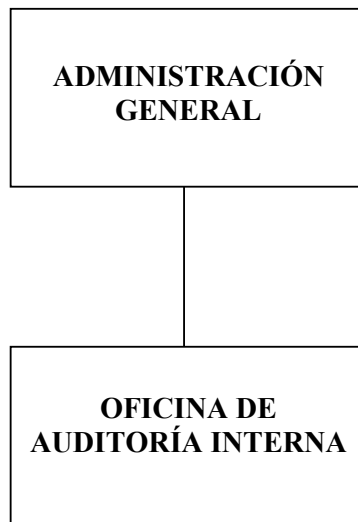 ADMINISTRACIÓN
GENERAL
OFICINA DE
AUDITORÍA INTERNA